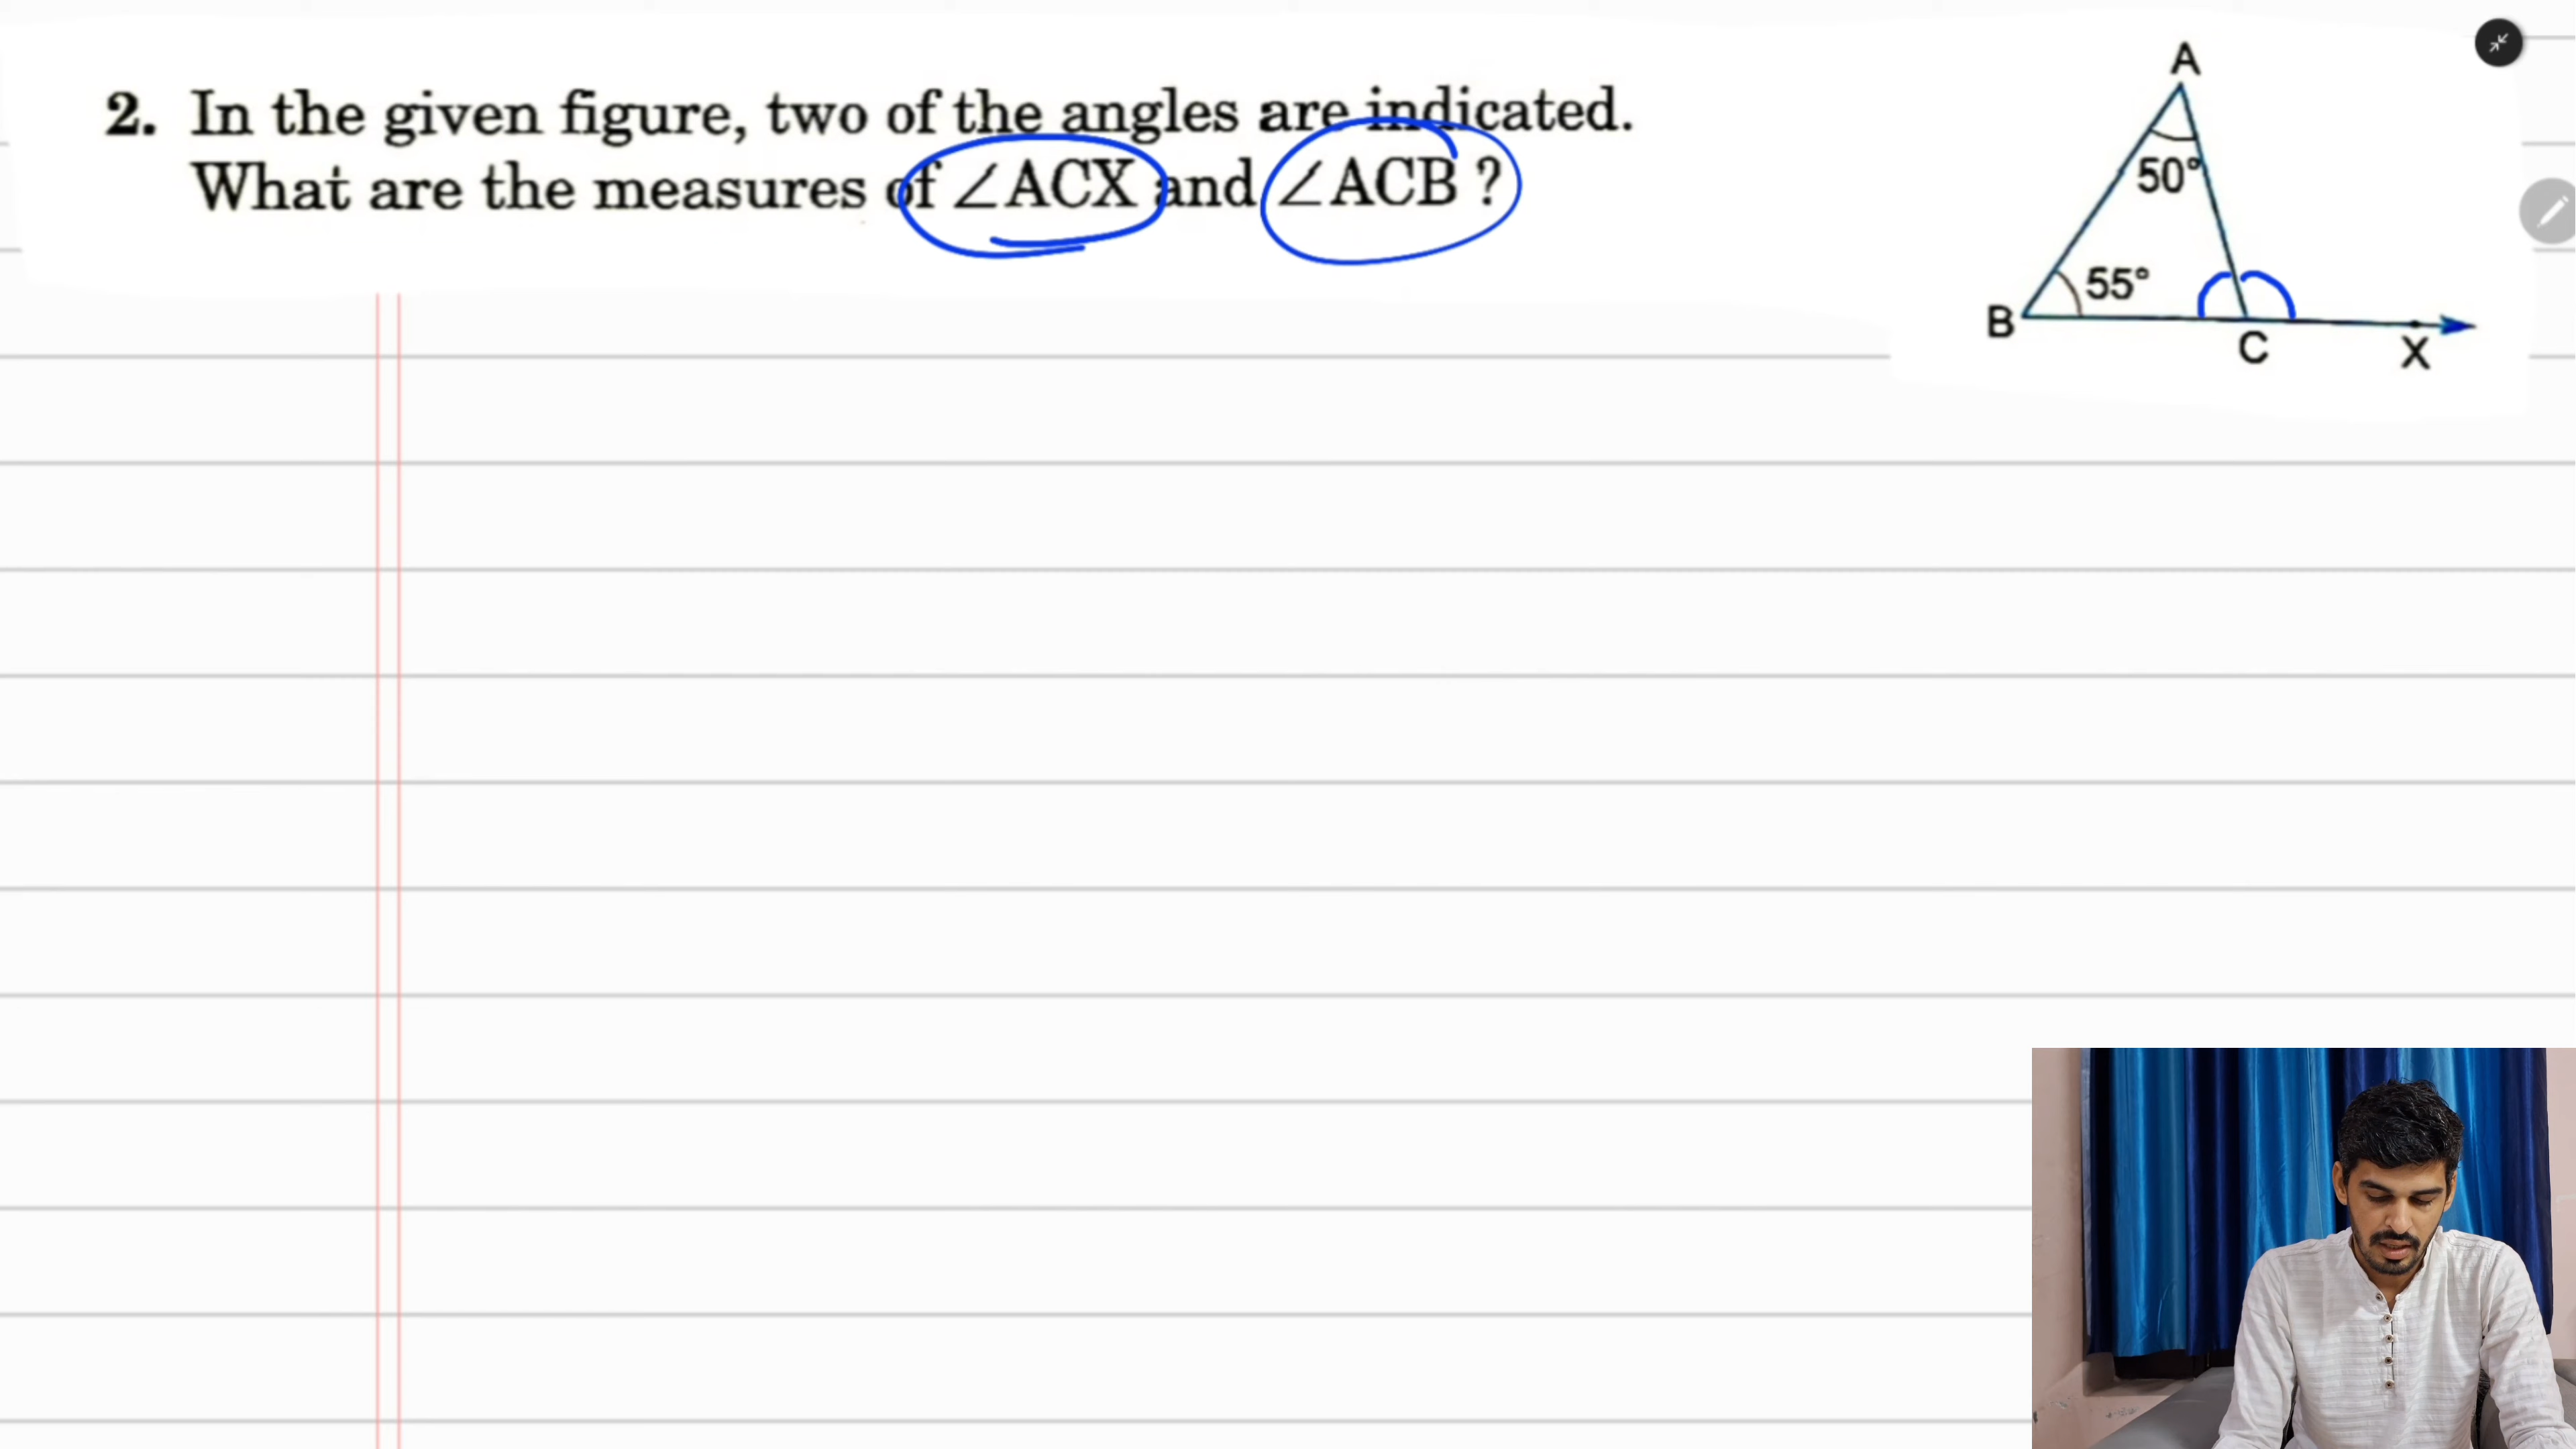 2. In the given figure, two of the angles are indicated.
What are the measures of ∠ACX and ∠ACB ?
A
50°
55°
B
C
X